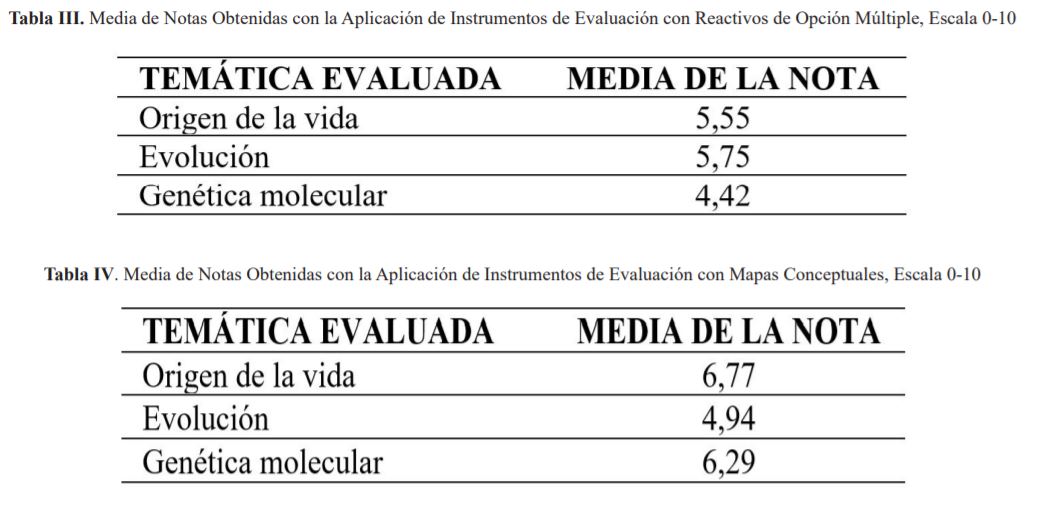 Tabla III. Media de Notas Obtenidas con la Aplicación de Instrumentos de Evaluación con Reactivos de Opción Múltiple, Escala 0-10
TEMÁTICA EVALUADA MEDIA DE LA NOTA
Origen de la vida 5,55
Evolución 5,75
Genética molecular 4,42
Tabla IV. Media de Notas Obtenidas con la Aplicación de Instrumentos de Evaluación con Mapas Conceptuales, Escala 0-10
TEMÁTICA EVALUADA MEDIA DE LA NOTA
Origen de la vida 6,77
Evolución 4,94
Genética molecular 6,29